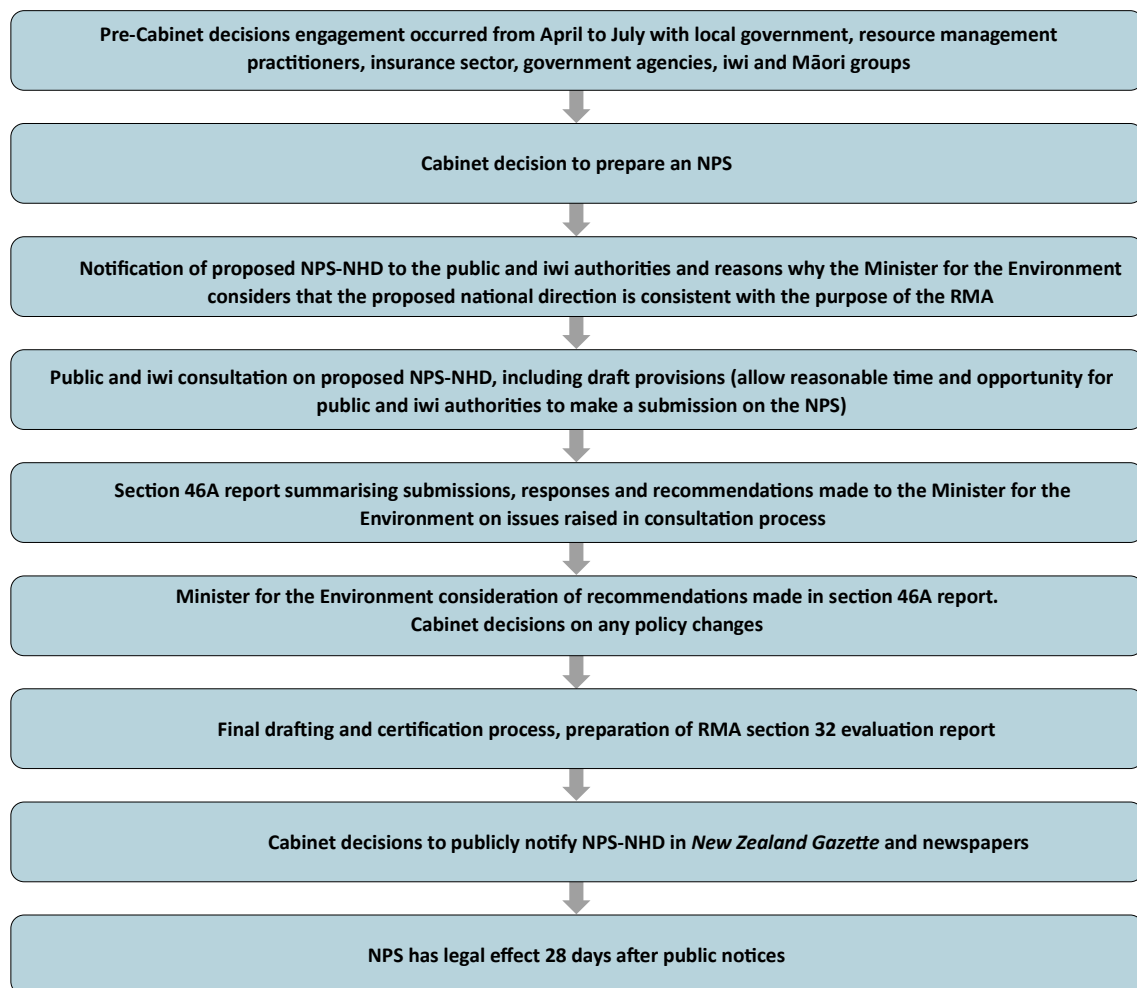 Pre-Cabinet decisions engagement occurred from April to July with local government, resource management
practitioners, insurance sector, government agencies, iwi and Māori groups
Cabinet decision to prepare an NPS
Notification of proposed NPS-NHD to the public and iwi authorities and reasons why the Minister for the Environment
considers that the proposed national direction is consistent with the purpose of the RMA
Public and iwi consultation on proposed NPS-NHD, including draft provisions (allow reasonable time and opportunity for
public and iwi authorities to make a submission on the NPS)
Section 46A report summarising submissions, responses and recommendations made to the Minister for the
Environment on issues raised in consultation process
Minister for the Environment consideration of recommendations made in section 46A report.
Cabinet decisions on any policy changes
Final drafting and certification process, preparation of RMA section 32 evaluation report
Cabinet decisions to publicly notify NPS-NHD in New Zealand Gazette and newspapers
NPS has legal effect 28 days after public notices